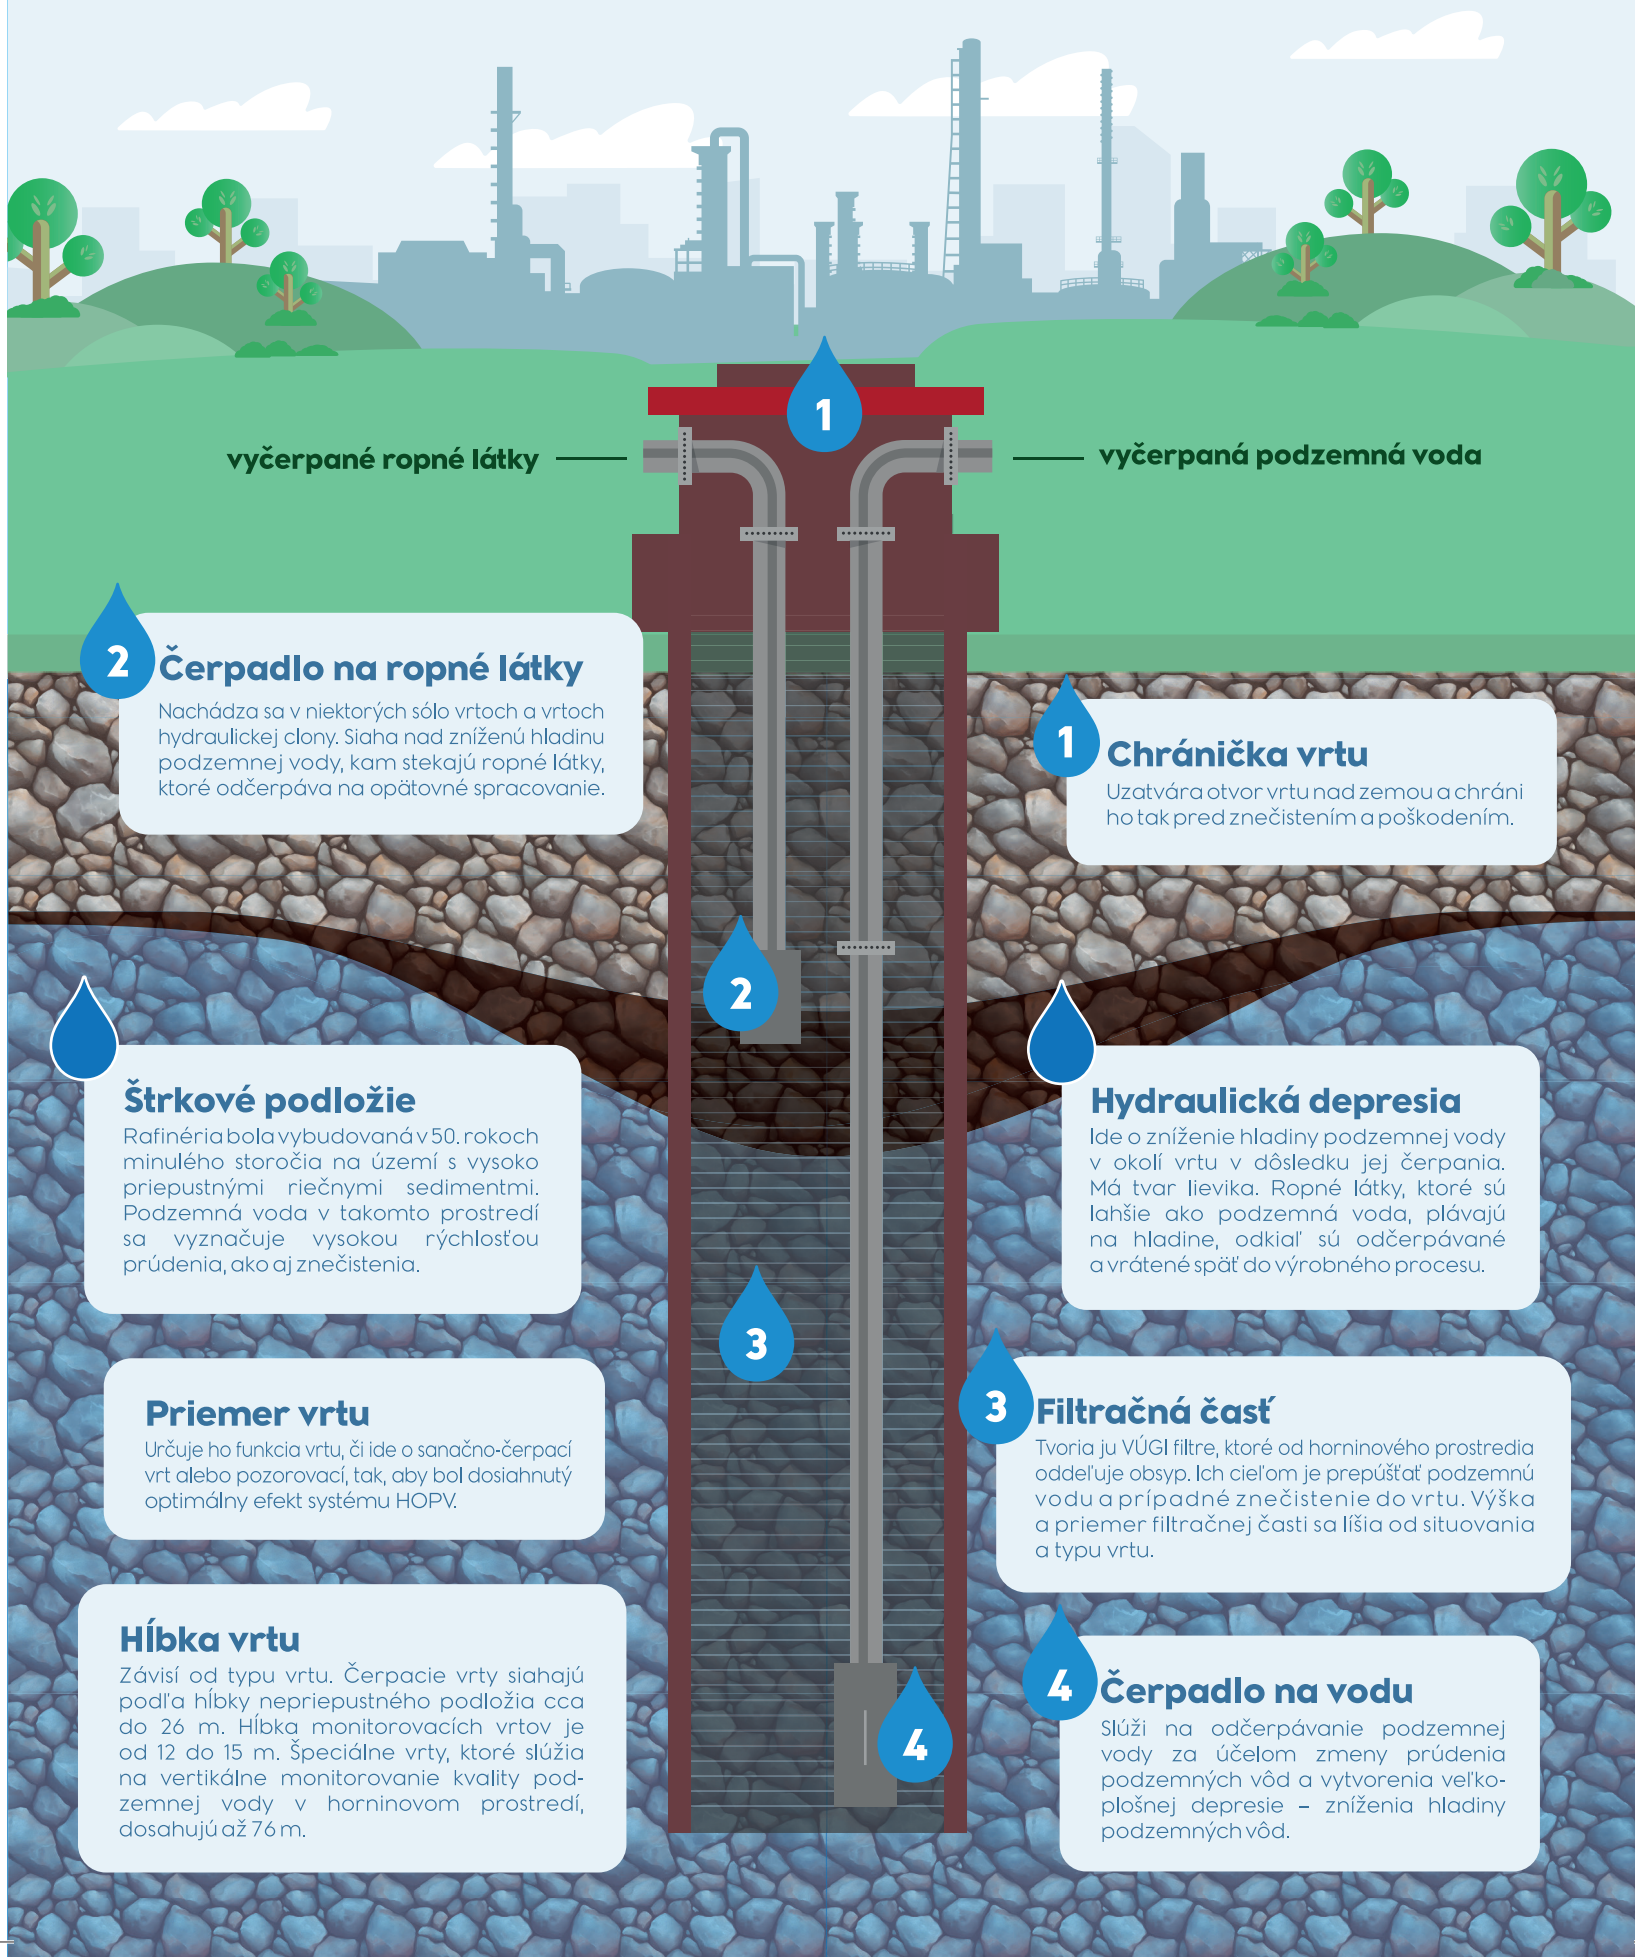 1
vyčerpané ropné látky
vyčerpaná podzemná voda
2
Čerpadlo na ropné látky
Nachádza sa v niektorých sólo vrtoch a vrtoch
hydraulickej clony. Siaha nad zníženú hladinu
podzemnej vody, kam stekajú ropné látky,
ktoré odčerpáva na opätovné spracovanie.
1
Chránička vrtu
Uzatvára otvor vrtu nad zemou a chráni
ho tak pred znečistením a poškodením.
2
Štrkové podložie
Rafinéria bola vybudovaná v 50. rokoch
minulého storočia na území s vysoko
priepustnými riečnymi sedimentmi.
Podzemná voda v takomto prostredí
sa vyznačuje vysokou rýchlosťou
prúdenia, ako aj znečistenia.
Hydraulická depresia
Ide o zníženie hladiny podzemnej vody
v okolí vrtu v dôsledku jej čerpania.
Má tvar lievika. Ropné látky, ktoré sú
lahšie ako podzemná voda, plávajú
na hladine, odkiaľ sú odčerpávané
a vrátené späť do výrobného procesu.
3
Priemer vrtu
Určuje ho funkcia vrtu, či ide o sanačno-čerpací
vrt alebo pozorovací, tak, aby bol dosiahnutý
optimálny efekt systému HOPV.
3
Filtračná časť
Tvoria ju VÚGI filtre, ktoré od horninového prostredia
oddeľuje obsyp. Ich cieľom je prepúšťať podzemnú
vodu a prípadné znečistenie do vrtu. Výška
a priemer filtračnej časti sa líšia od situovania
a typu vrtu.
Hĺbka vrtu
Závisí od typu vrtu. Čerpacie vrty siahajú
podľa hĺbky nepriepustného podložia cca
do 26 m. Hĺbka monitorovacích vrtov je
od 12 do 15 m. Špeciálne vrty, ktoré slúžia
na vertikálne monitorovanie kvality pod-
zemnej vody v horninovom prostredí,
dosahujú až 76 m.
4
4
Čerpadlo na vodu
Slúži na odčerpávanie podzemnej
vody za účelom zmeny prúdenia
podzemných vôd a vytvorenia veľko-
plošnej depresie – zníženia hladiny
podzemných vôd.